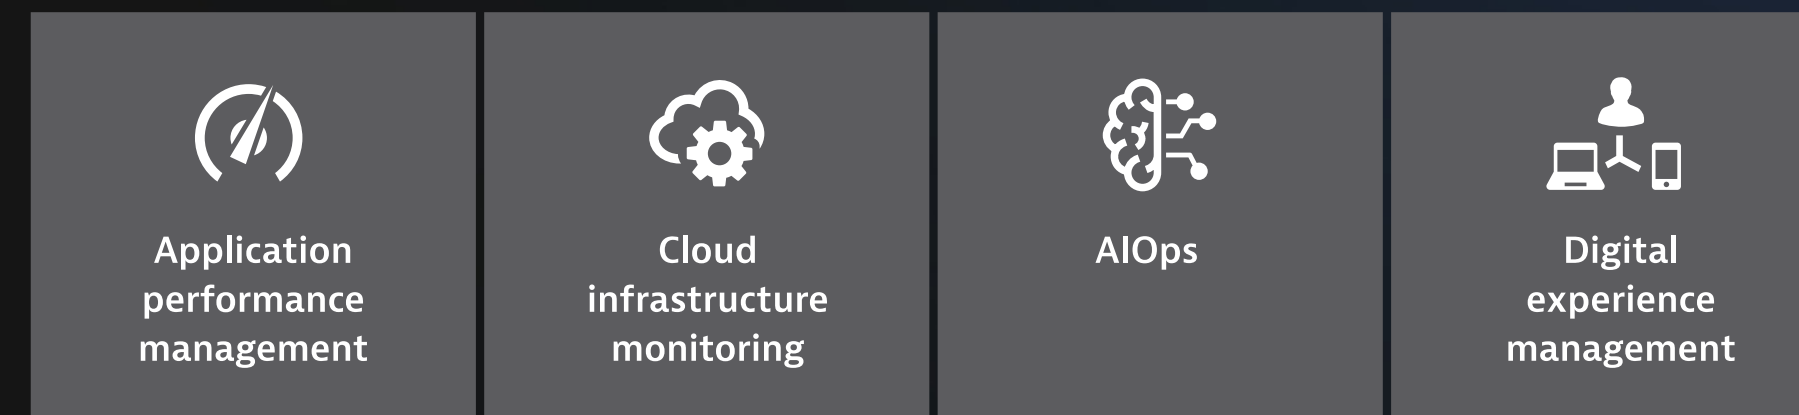 Application
performance
management
Cloud
infrastructure
monitoring
AIOps
Digital
experience
management